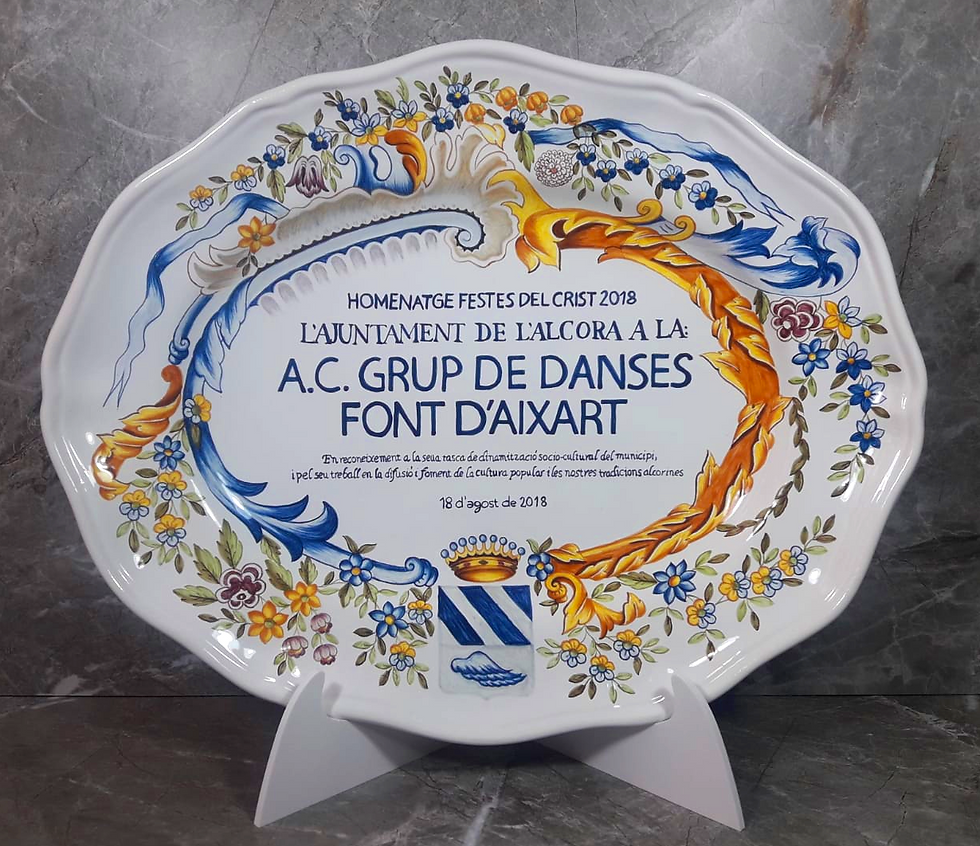 HOMENATGE FESTES DEL CRIST 2018
L'AJUNTAMENT DE L'ALCORA A LA:
A.C. GRUP DE DANSES
FONT D'AIXART
En reconeixement a la seua tasca de dinamització socio-cultural del municipi,
i pel seu treball en la difusió i foment de la cultura popular i les nostres tradicions alcorines
18 d'agost de 2018